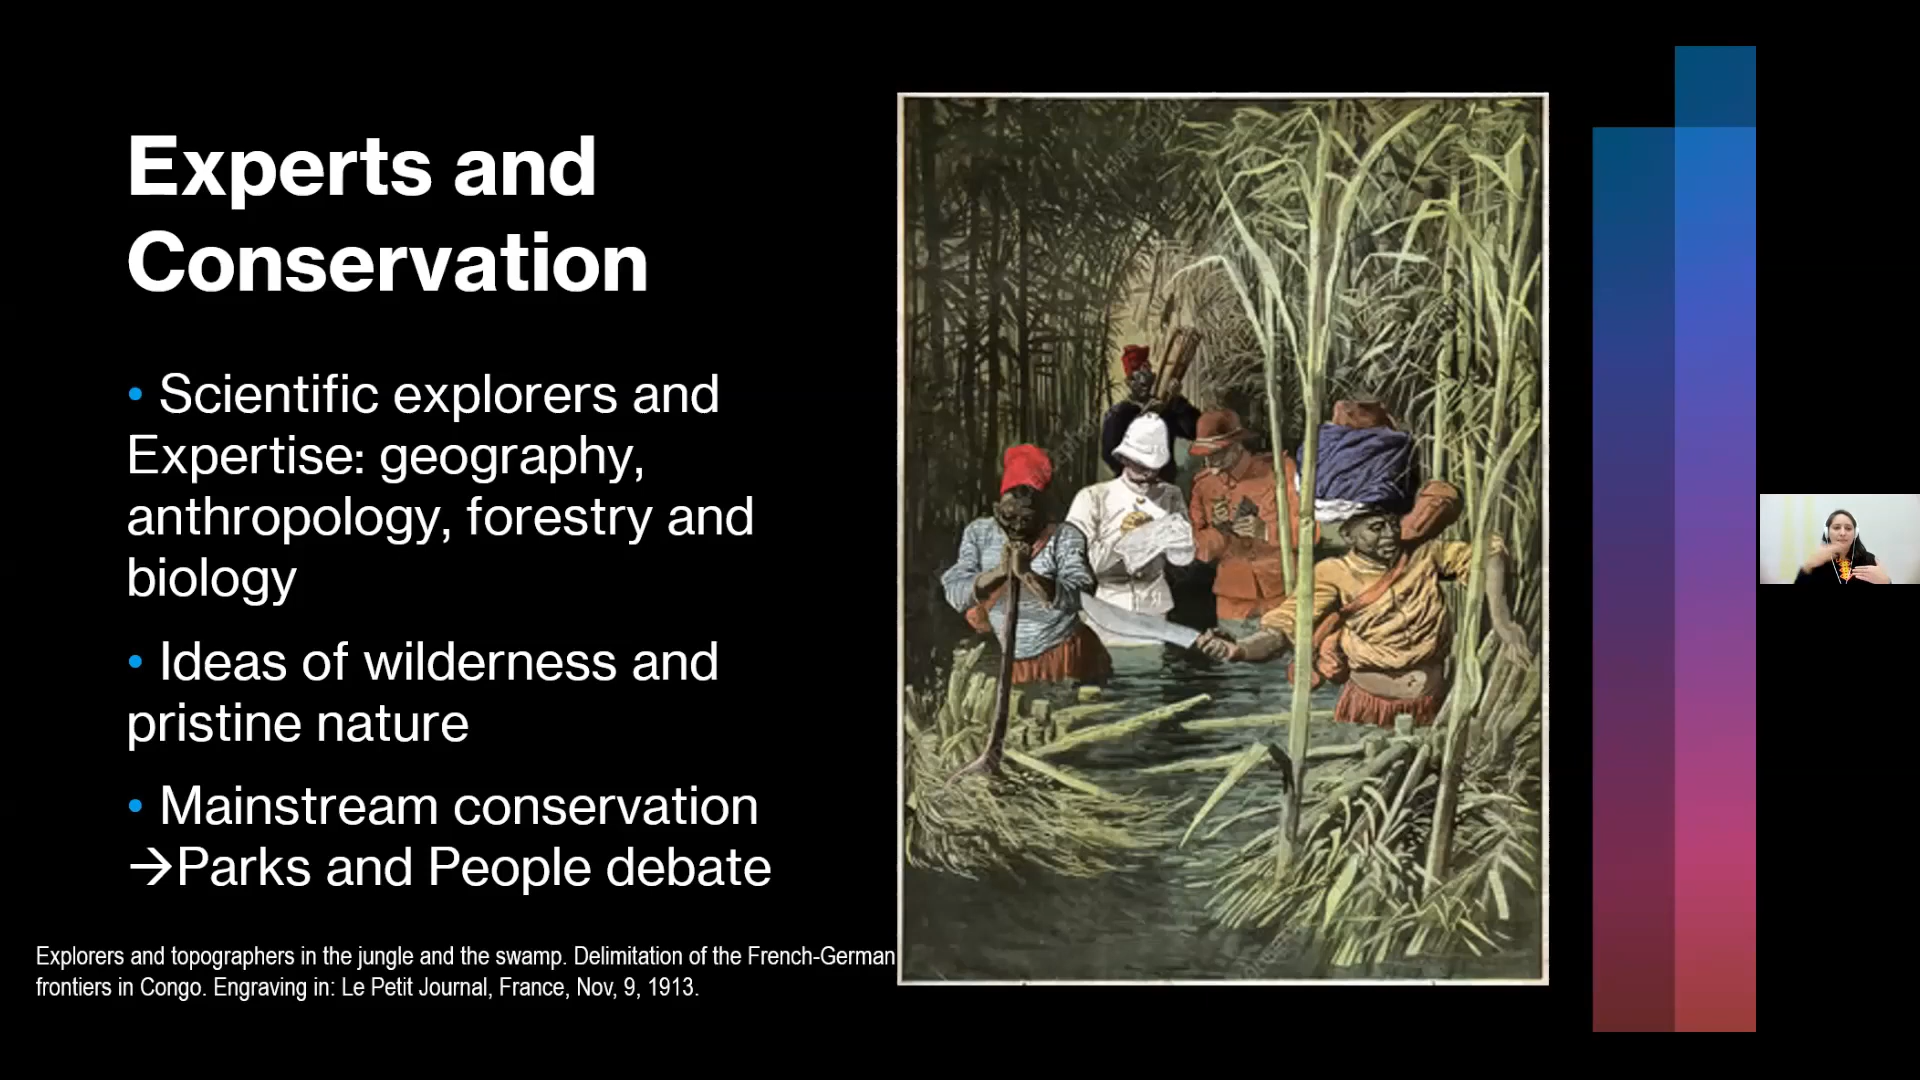 Experts and
Conservation
• Scientific explorers and
Expertise: geography,
anthropology, forestry and
biology
• Ideas of wilderness and
pristine nature
• Mainstream conservation
→Parks and People debate
Explorers and topographers in the jungle and the swamp. Delimitation of the French-German
frontiers in Congo. Engraving in: Le Petit Journal, France, Nov, 9, 1913.